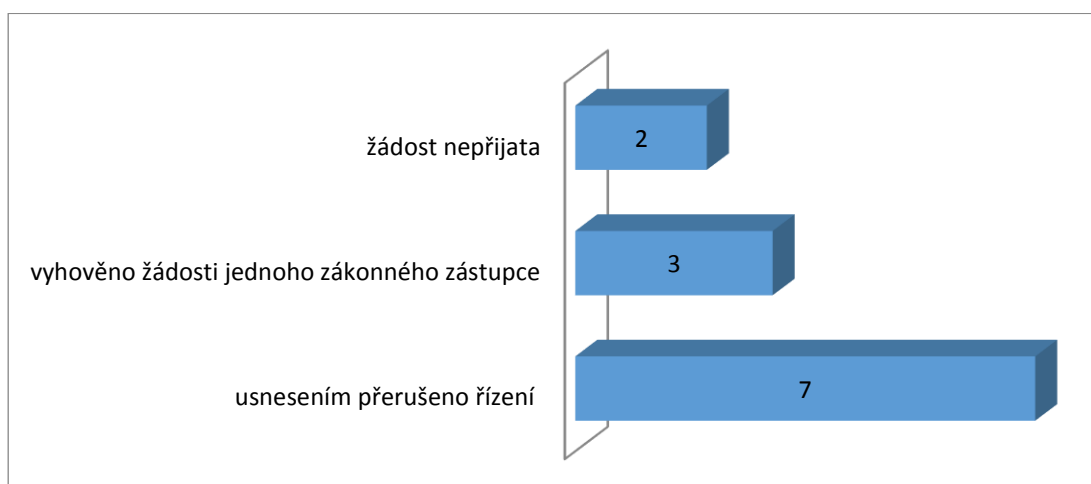 žádost nepřijata
2
vyhověno žádosti jednoho zákonného zástupce
3
usnesením přerušeno řízení
7